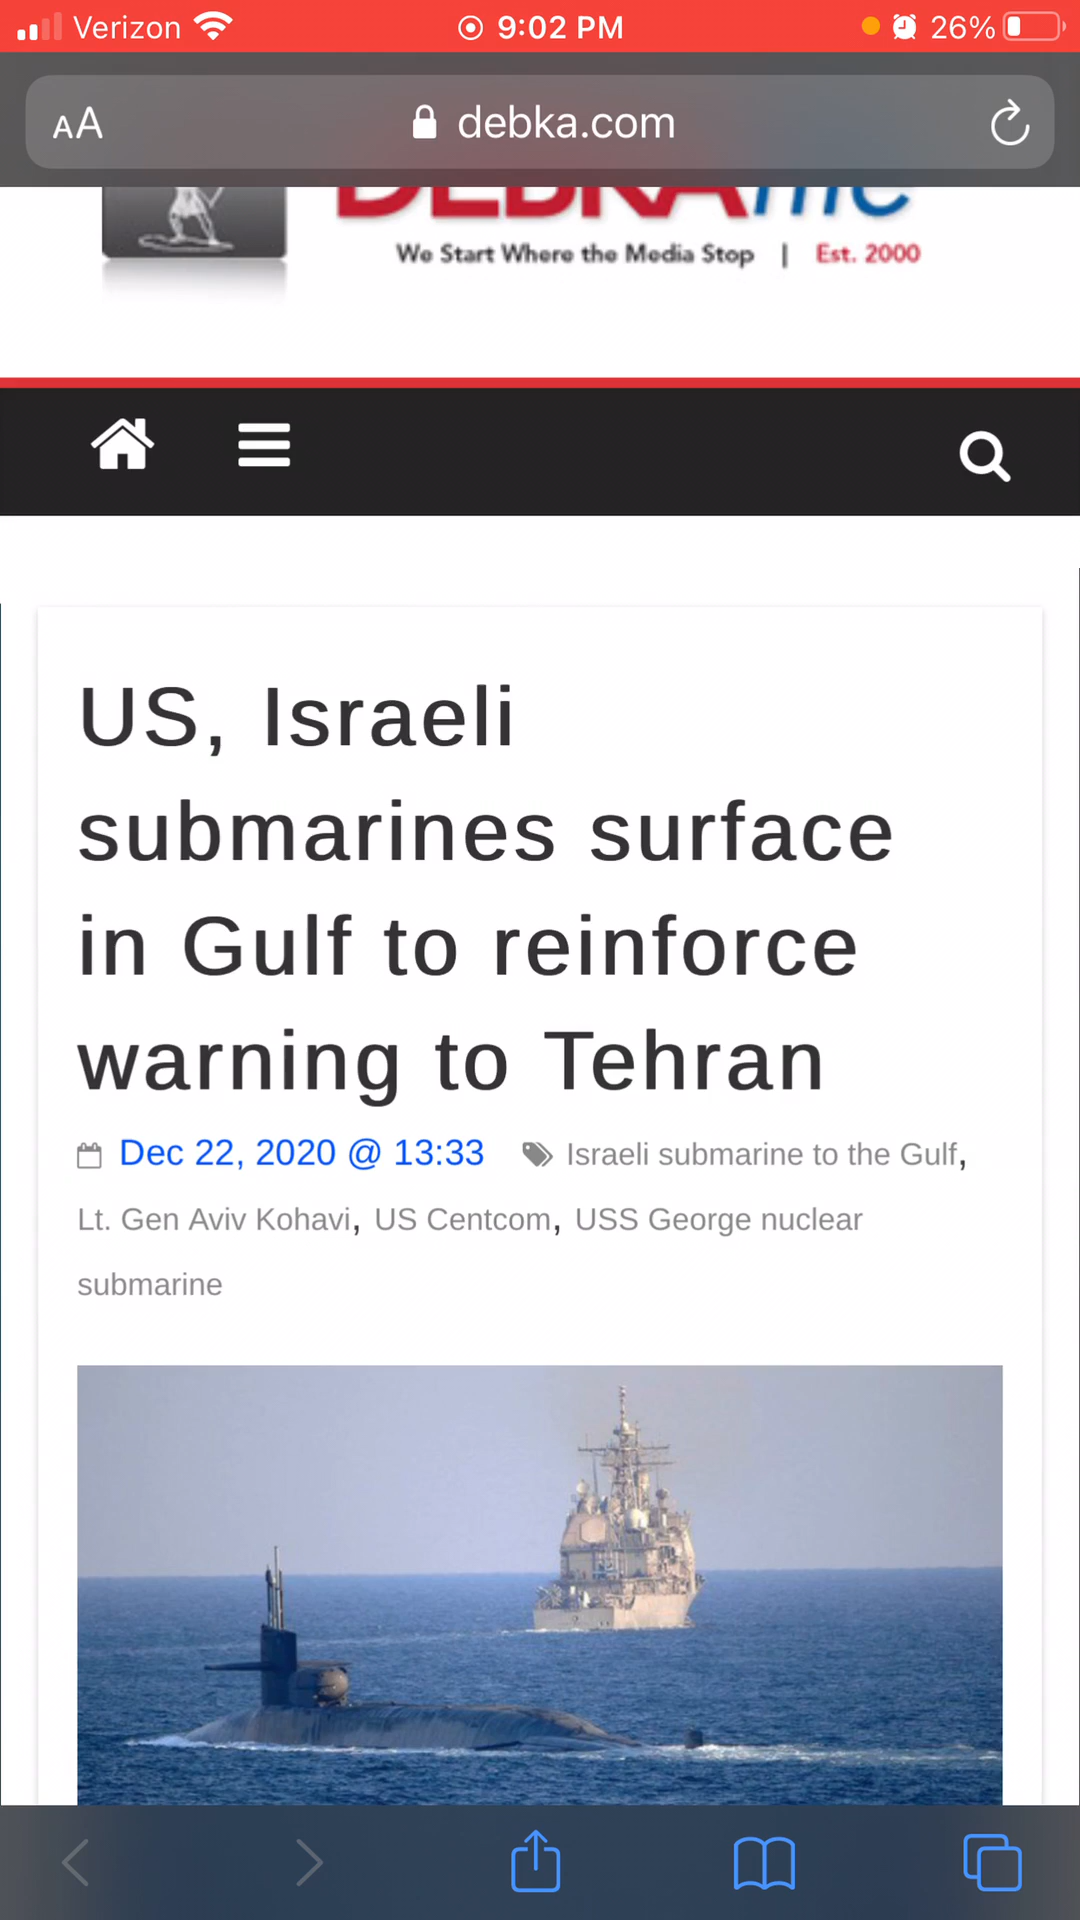 Verizon 9:02 PM 26%
AA debka.com
DEBKAfile
We Start Where the Media Stop | Est. 2000
US, Israeli
submarines surface
in Gulf to reinforce
warning to Tehran
Dec 22, 2020 @ 13:33 Israeli submarine to the Gulf,
Lt. Gen Aviv Kohavi, US Centcom, USS George nuclear
submarine